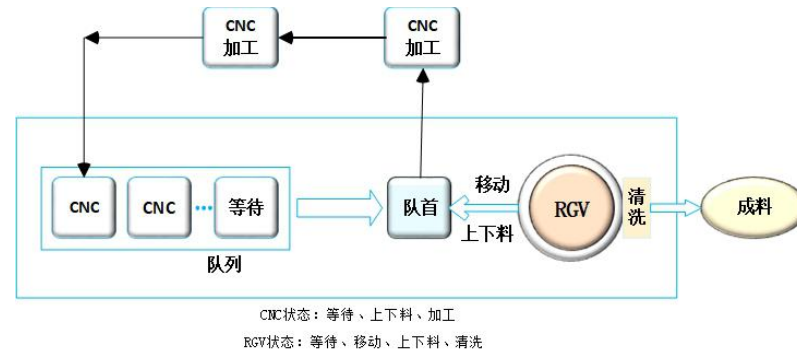 CNC
加工
CNC
加工
CNC
CNC
···
等待
队列
队首
移动
上下料
RGV
清
洗
成料
CNC状态：等待、上下料、加工
RGV状态：等待、移动、上下料、清洗